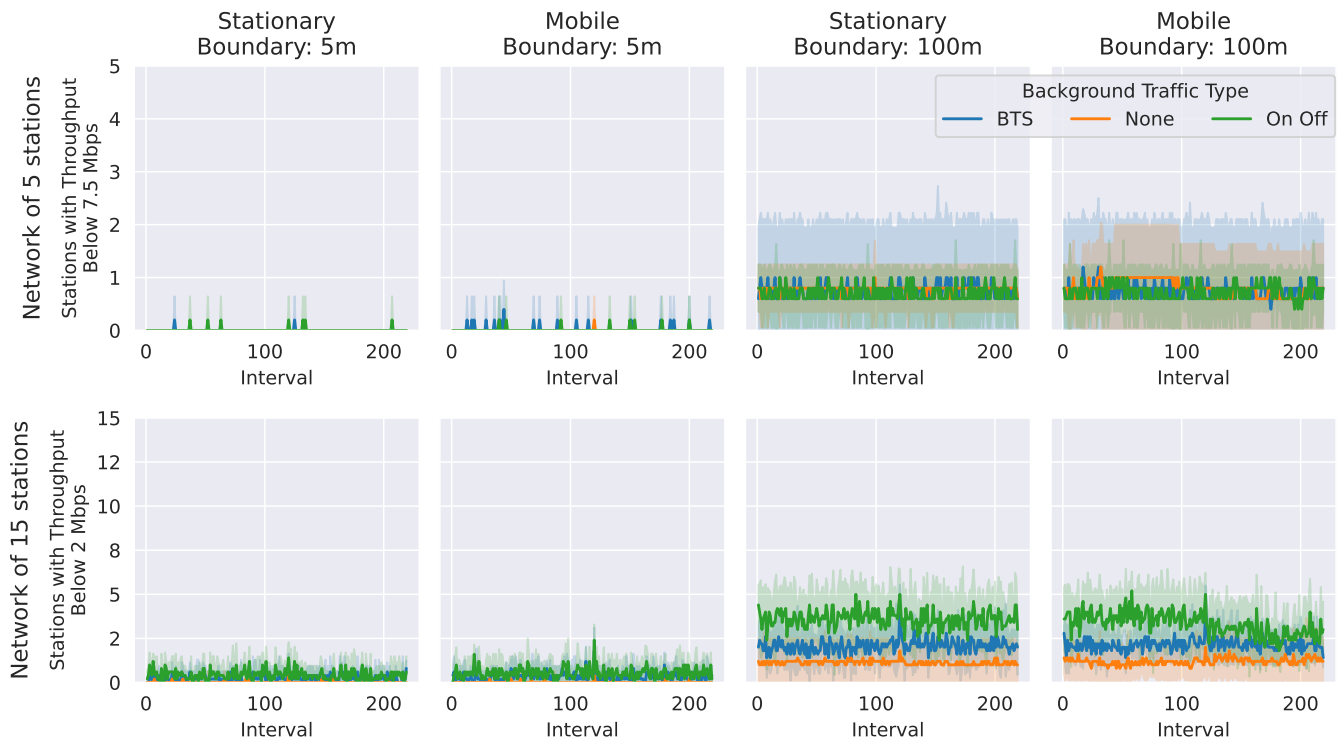 Stationary
Boundary: 5m
Mobile
Boundary: 5m
Stationary
Boundary: 100m
Mobile
Boundary: 100m
Network of 5 stations
Stations with Throughput
Below 7.5 Mbps
5
4
3
2
1
0
Background Traffic Type
BTS
None
On Off
0
100
200
0
100
200
0
100
200
0
100
200
Interval
Interval
Interval
Interval
Network of 15 stations
Stations with Throughput
Below 2 Mbps
15
12
10
8
5
2
0
0
100
200
0
100
200
0
100
200
0
100
200
Interval
Interval
Interval
Interval